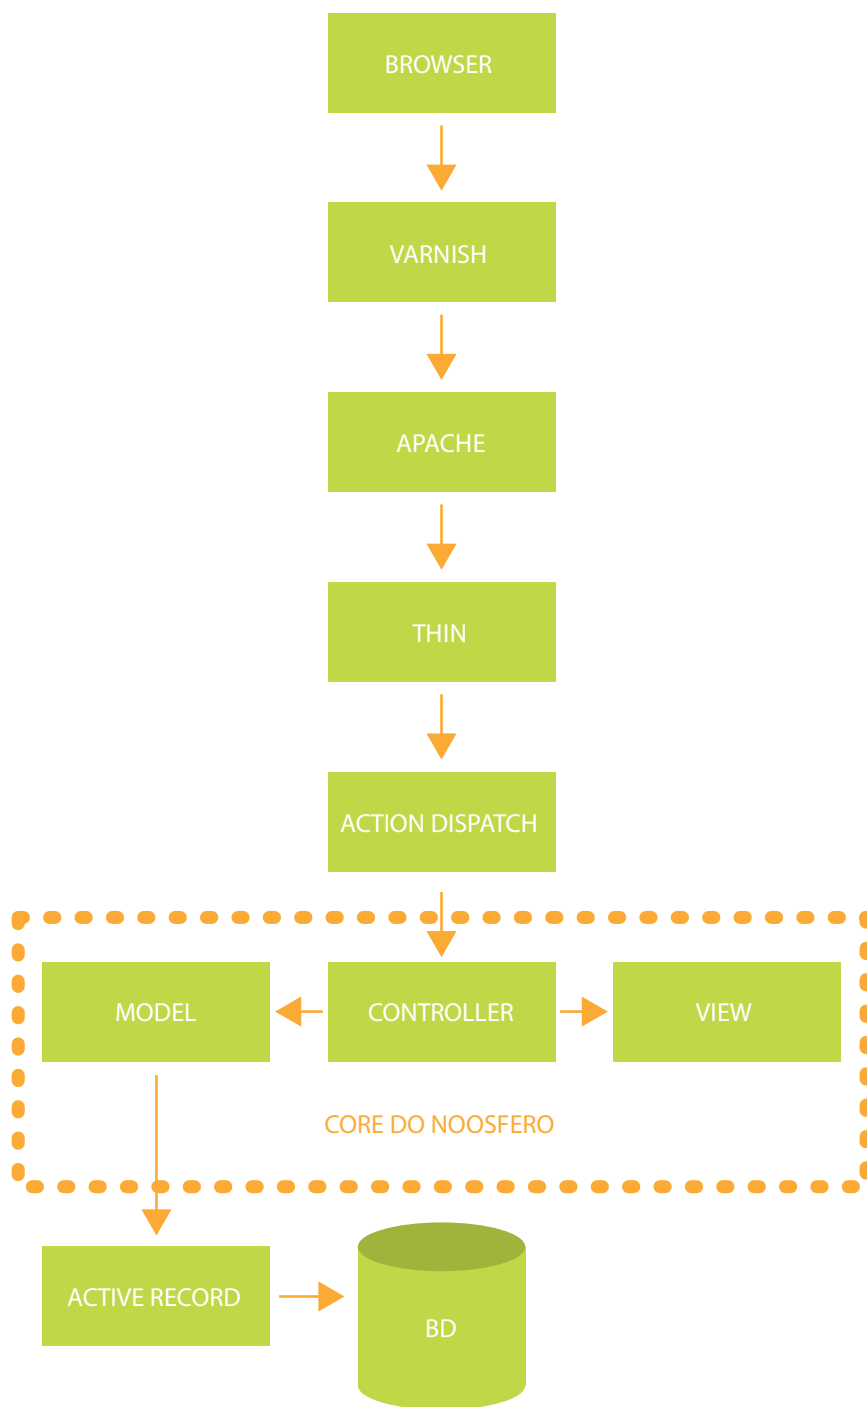 BROWSER
VARNISH
APACHE
THIN
ACTION DISPATCH
MODEL
CONTROLLER
VIEW
CORE DO NOOSFERO
ACTIVE RECORD
BD